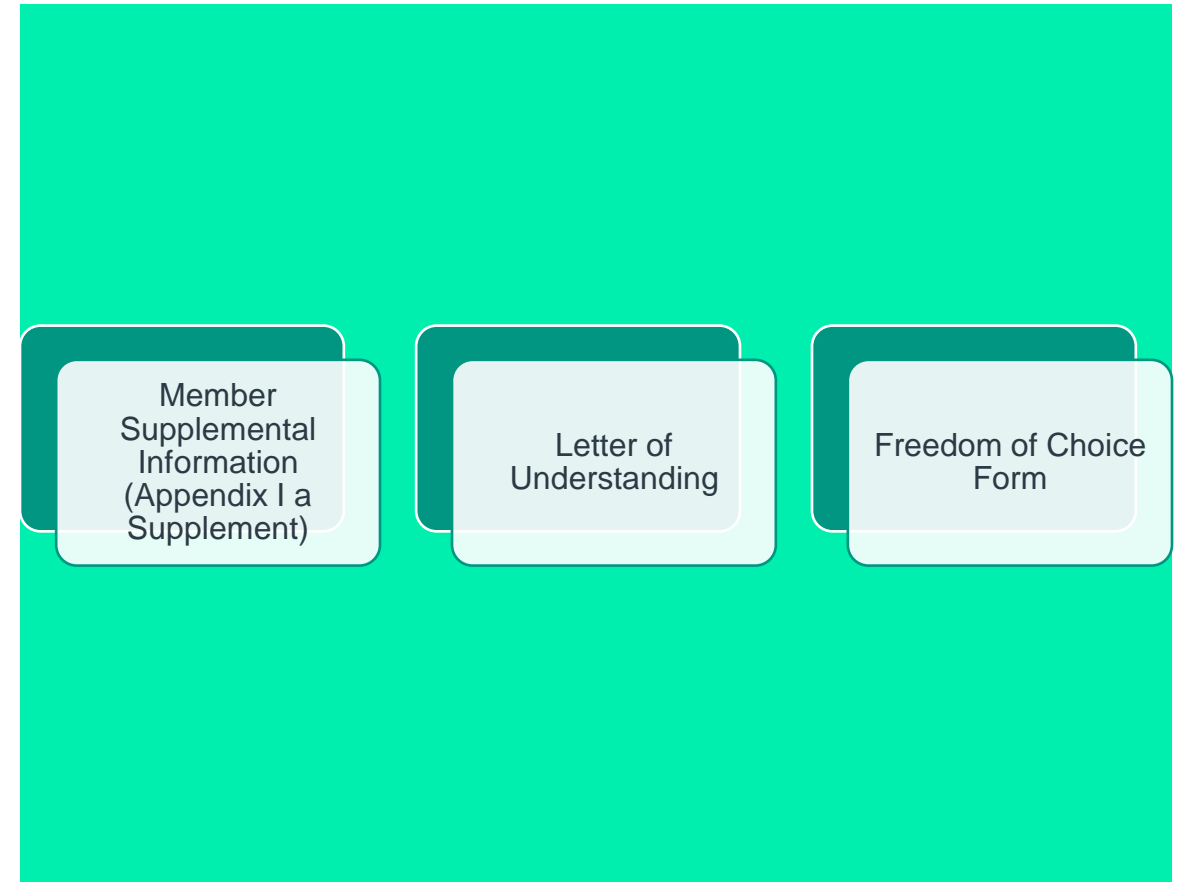 Member
Supplemental
Information
(Appendix I a
Supplement)
Letter of
Understanding
Freedom of Choice
Form